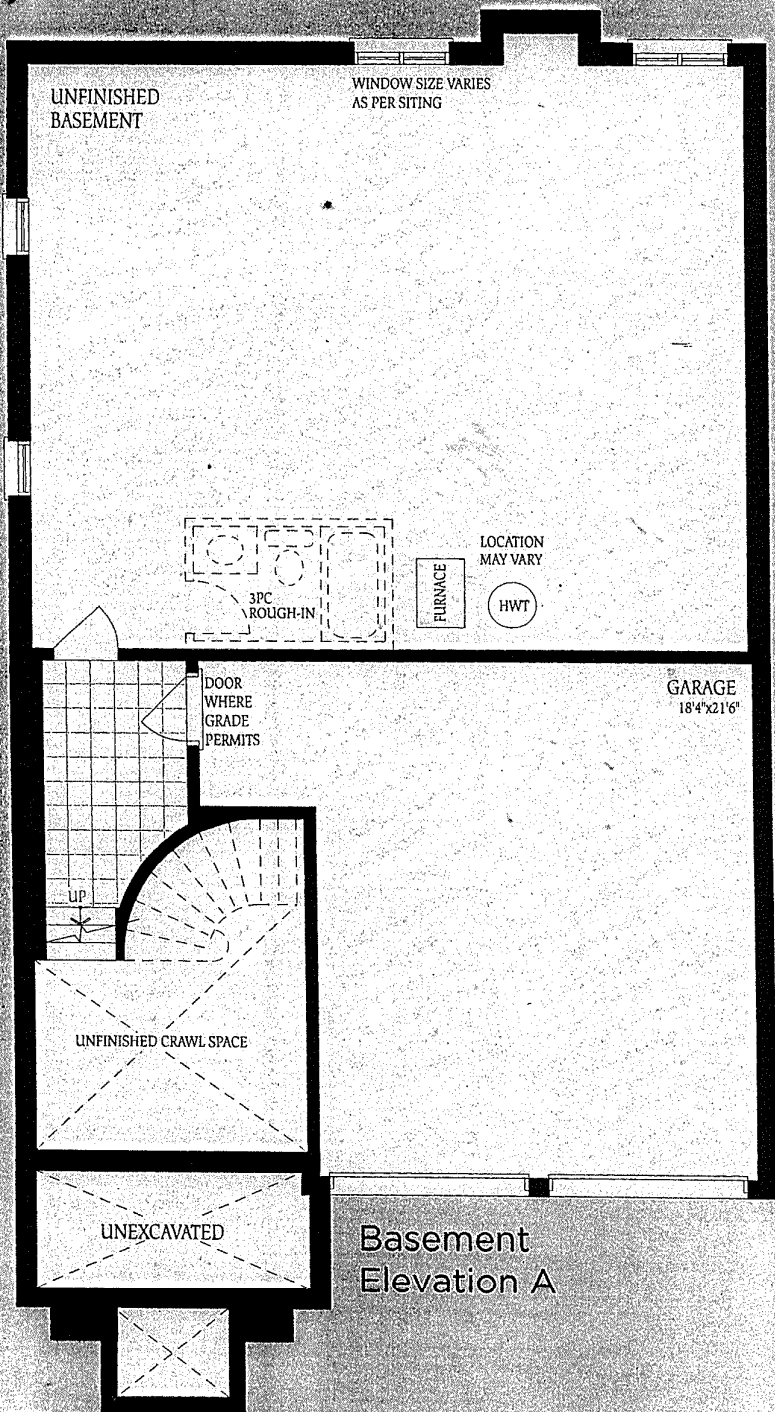 UNFINISHED
BASEMENT
WINDOW SIZE VARIES
AS PER SITING
3PC
ROUGH-IN
FURNACE
LOCATION
MAY VARY
HWT
DOOR
WHERE
GRADE
PERMITS
GARAGE
18'4"x21'6"
UP
UNFINISHED CRAWL SPACE
UNEXCAVATED
Basement
Elevation A